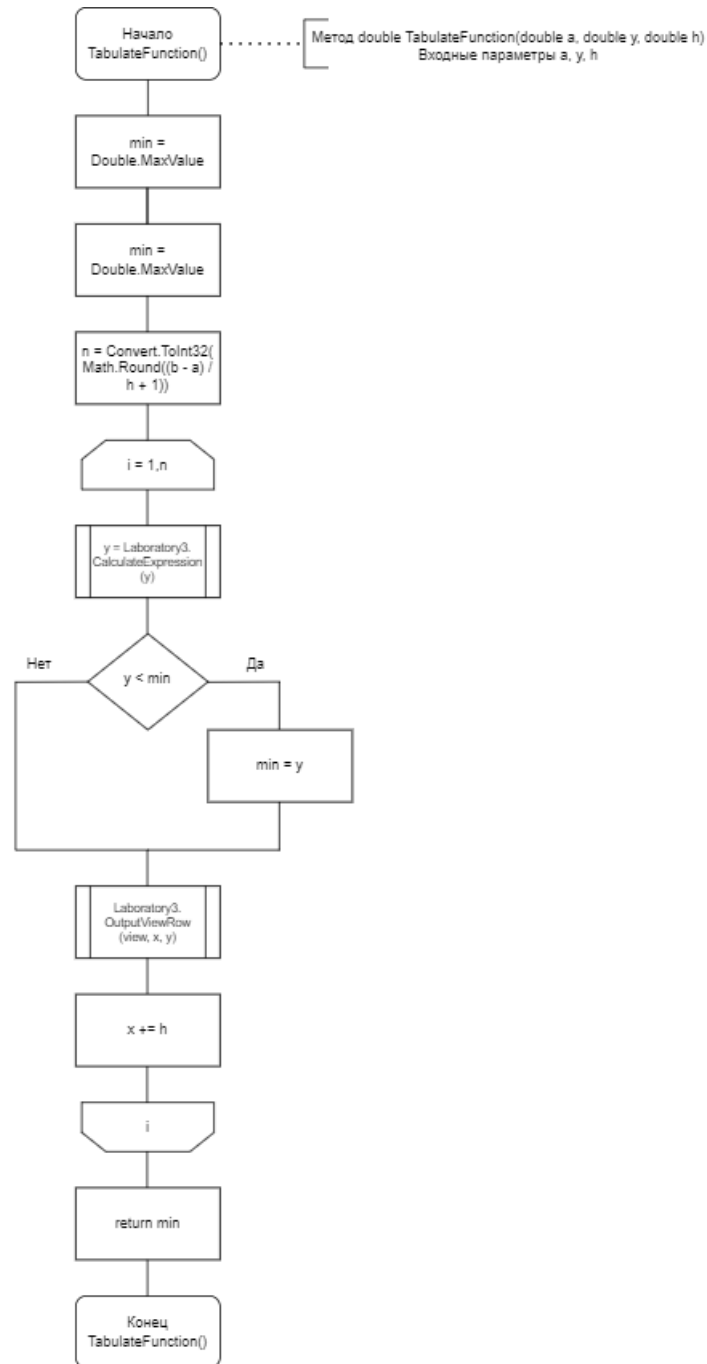 Начало
TabulateFunction()
Метод double TabulateFunction(double a, double y, double h)
Входные параметры a, y, h
min =
Double.MaxValue
min =
Double.MaxValue
n = Convert.ToInt32(
Math.Round((b - a) /
h + 1))
i = 1,n
y = Laboratory3.
CalculateExpression
(y)
Нет
Да
y < min
min = y
Laboratory3.
OutputViewRow
(view, x, y)
x += h
i
return min
Конец
TabulateFunction()